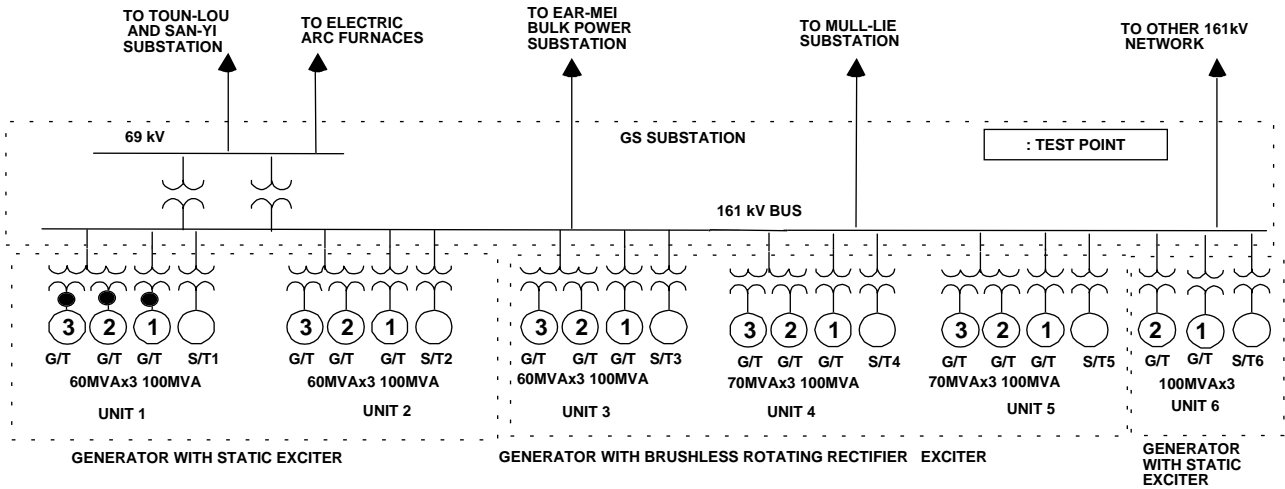 TO TOUN-LOU
AND SAN-YI
SUBSTATION
TO ELECTRIC
ARC FURNACES
TO EAR-MEI
BULK POWER
SUBSTATION
TO MULL-LIE
SUBSTATION
TO OTHER 161kV
NETWORK
69 kV
GS SUBSTATION
: TEST POINT
161 kV BUS
3 2 1
G/T G/T G/T S/T1
60MVAx3 100MVA
UNIT 1
3 2 1
G/T G/T G/T S/T2
60MVAx3 100MVA
UNIT 2
3 2 1
G/T G/T G/T S/T3
60MVAx3 100MVA
UNIT 3
3 2 1
G/T G/T G/T S/T4
70MVAx3 100MVA
UNIT 4
3 2 1
G/T G/T G/T S/T5
70MVAx3 100MVA
UNIT 5
2 1
G/T G/T S/T6
100MVAx3
UNIT 6
GENERATOR WITH STATIC EXCITER
GENERATOR WITH BRUSHLESS ROTATING RECTIFIER EXCITER
GENERATOR
WITH STATIC
EXCITER